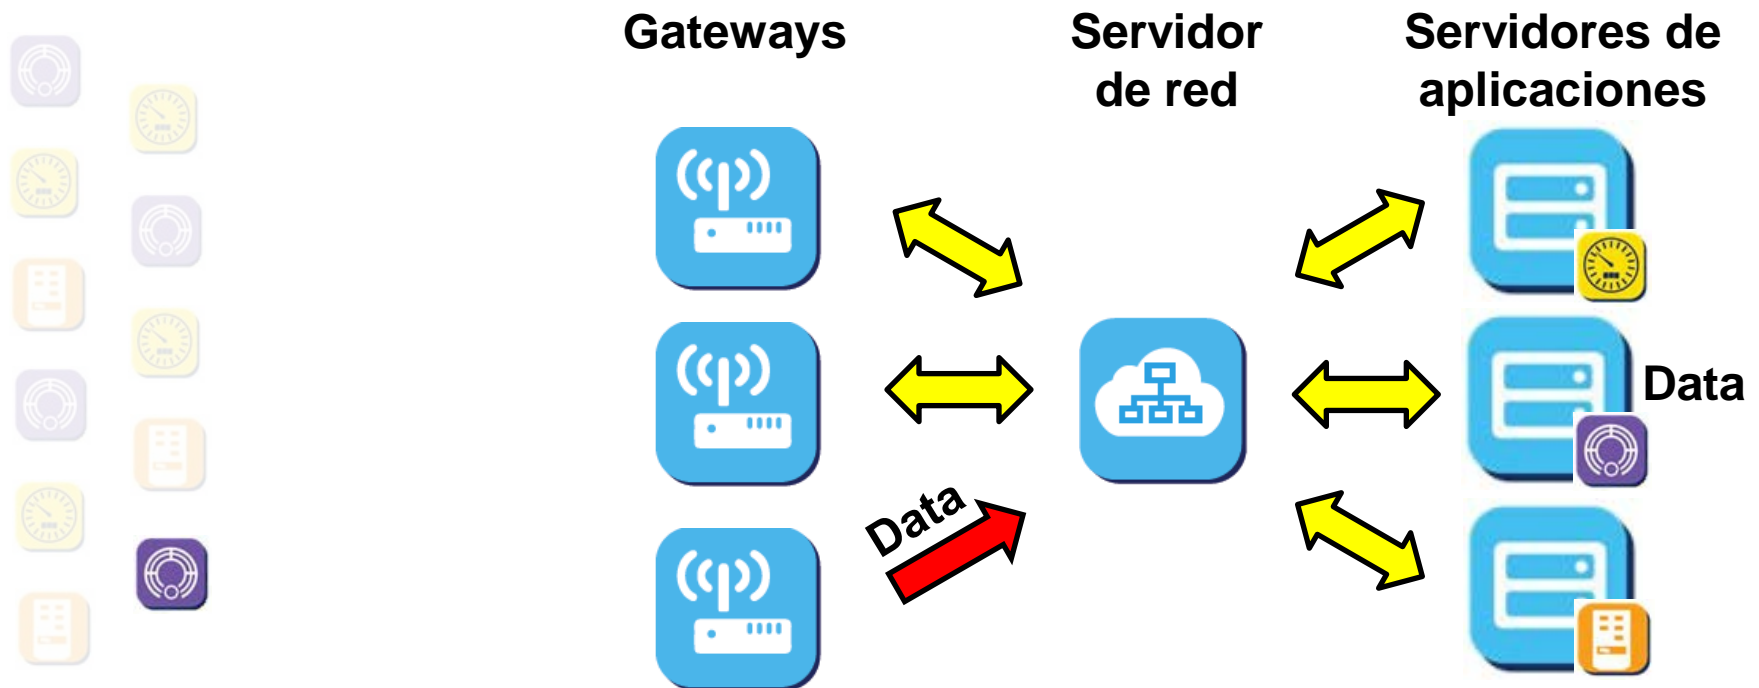 Gateways
Servidor
de red
Servidores de
aplicaciones
Data
Data